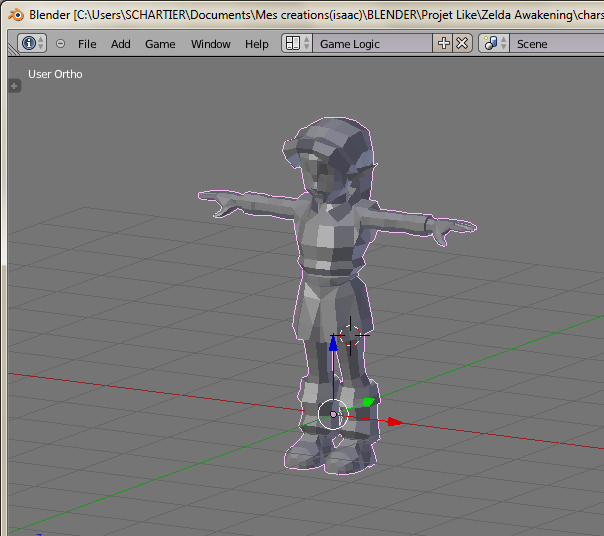 Blender [C:\Users\SCHARTIER\Documents\Mes creations(isaac)\BLENDER\Projet Like\Zelda Awakening\chars
File Add Game Window Help Game Logic Scene
User Ortho